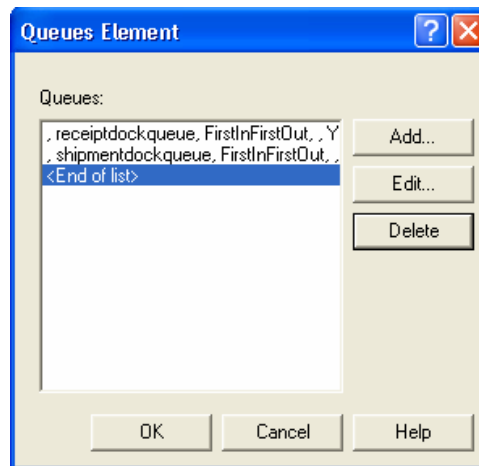 Queues Element
?
Queues:
, receiptdockqueue, FirstInFirstOut, , Y
, shipmentdockqueue, FirstInFirstOut, ,
<End of list>
Add...
Edit...
Delete
OK
Cancel
Help